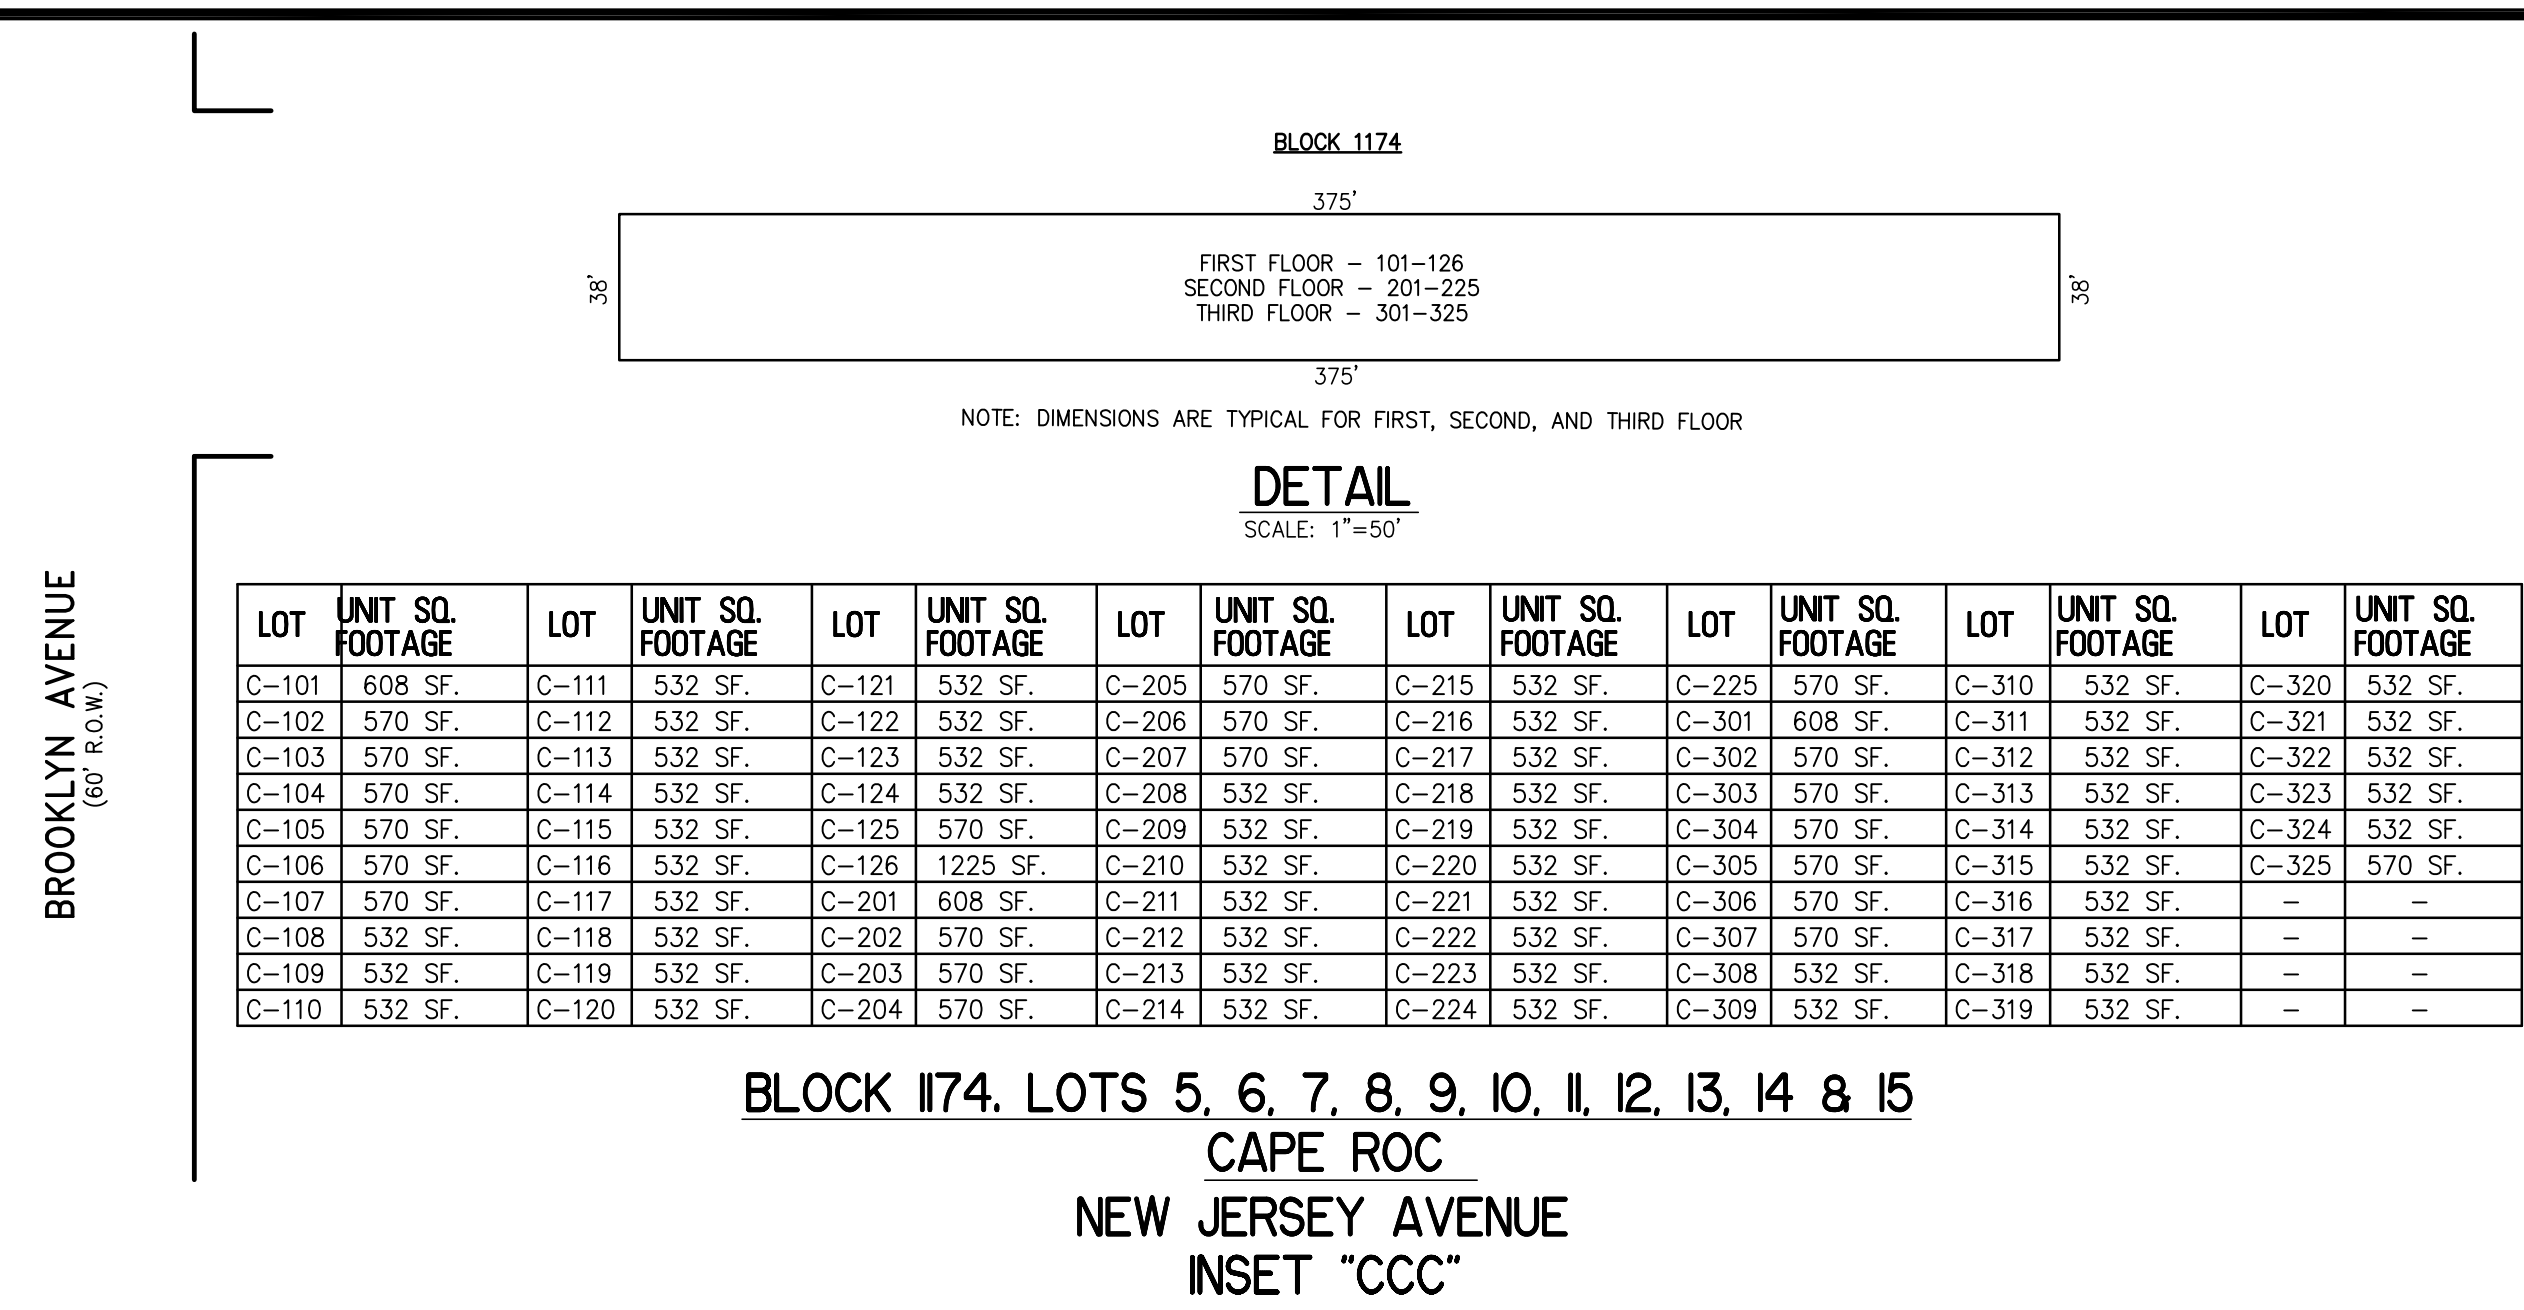 BLOCK 1174
375'
FIRST FLOOR – 101–126
38'
38'
SECOND FLOOR – 201–225
THIRD FLOOR – 301–325
375'
NOTE: DIMENSIONS ARE TYPICAL FOR FIRST, SECOND, AND THIRD FLOOR
DETAIL
SCALE: 1"=50'
BROOKLYN AVENUE
(60' R.O.W.)
LOT UNIT SQ. FOOTAGE LOT UNIT SQ. FOOTAGE LOT UNIT SQ. FOOTAGE LOT UNIT SQ. FOOTAGE LOT UNIT SQ. FOOTAGE LOT UNIT SQ. FOOTAGE LOT UNIT SQ. FOOTAGE LOT UNIT SQ. FOOTAGE
C–101 608 SF. C–111 532 SF. C–121 532 SF. C–205 570 SF. C–215 532 SF. C–225 570 SF. C–310 532 SF. C–320 532 SF.
C–102 570 SF. C–112 532 SF. C–122 532 SF. C–206 570 SF. C–216 532 SF. C–301 608 SF. C–311 532 SF. C–321 532 SF.
C–103 570 SF. C–113 532 SF. C–123 532 SF. C–207 570 SF. C–217 532 SF. C–302 570 SF. C–312 532 SF. C–322 532 SF.
C–104 570 SF. C–114 532 SF. C–124 532 SF. C–208 532 SF. C–218 532 SF. C–303 570 SF. C–313 532 SF. C–323 532 SF.
C–105 570 SF. C–115 532 SF. C–125 570 SF. C–209 532 SF. C–219 532 SF. C–304 570 SF. C–314 532 SF. C–324 532 SF.
C–106 570 SF. C–116 532 SF. C–126 1225 SF. C–210 532 SF. C–220 532 SF. C–305 570 SF. C–315 532 SF. C–325 570 SF.
C–107 570 SF. C–117 532 SF. C–201 608 SF. C–211 532 SF. C–221 532 SF. C–306 570 SF. C–316 532 SF. – –
C–108 532 SF. C–118 532 SF. C–202 570 SF. C–212 532 SF. C–222 532 SF. C–307 570 SF. C–317 532 SF. – –
C–109 532 SF. C–119 532 SF. C–203 570 SF. C–213 532 SF. C–223 532 SF. C–308 532 SF. C–318 532 SF. – –
C–110 532 SF. C–120 532 SF. C–204 570 SF. C–214 532 SF. C–224 532 SF. C–309 532 SF. C–319 532 SF. – –
BLOCK 1174. LOTS 5, 6, 7, 8, 9, 10, 11, 12, 13, 14 & 15
CAPE ROC
NEW JERSEY AVENUE
INSET "CCC"